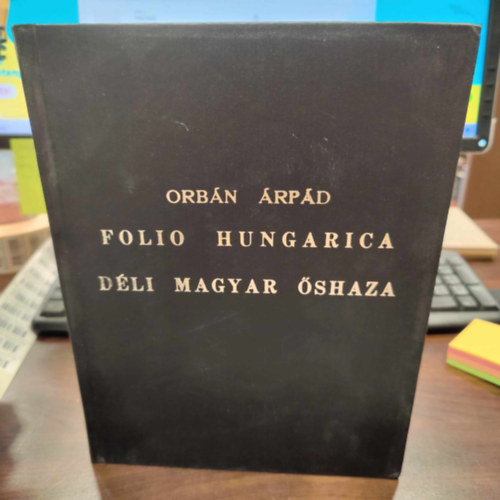 ORBÁN ÁRPÁD
FOLIO HUNGARICA
DÉLI MAGYAR ŐSHAZA